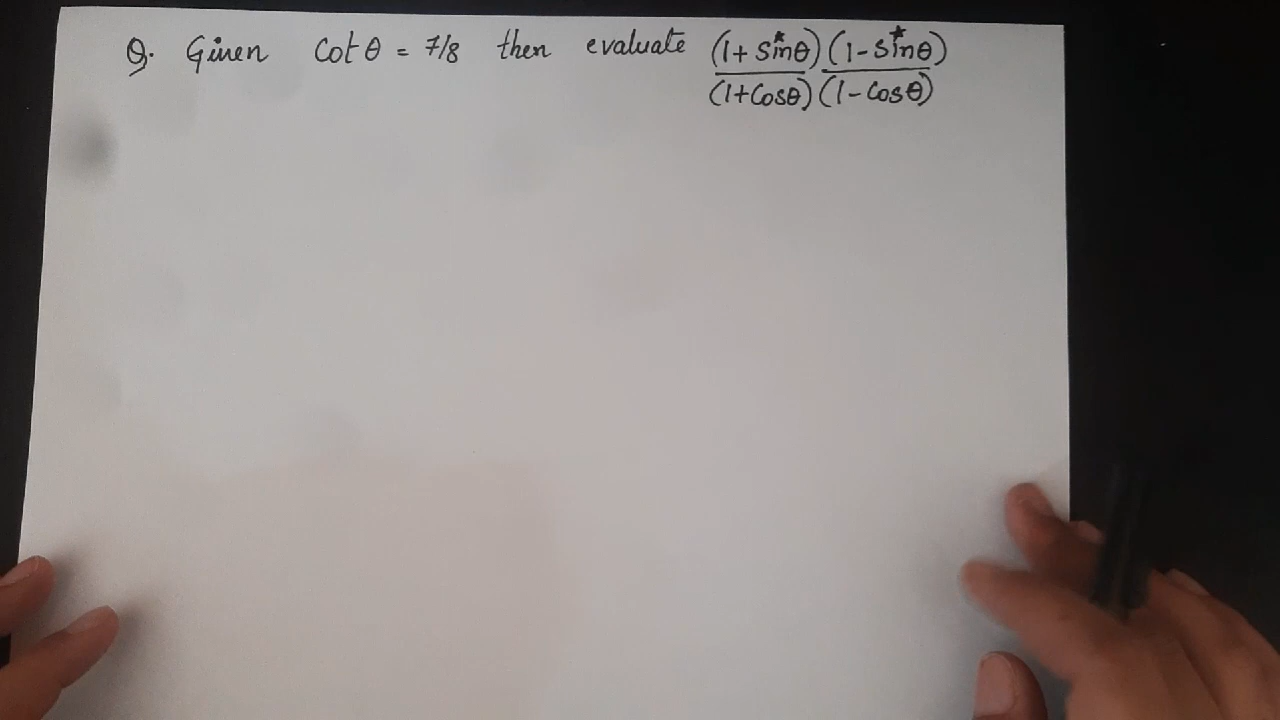 Q. Given Cot θ = 7/8 then evaluate (1+Sinθ)(1-Sinθ)
(1+Cosθ)(1-Cosθ)